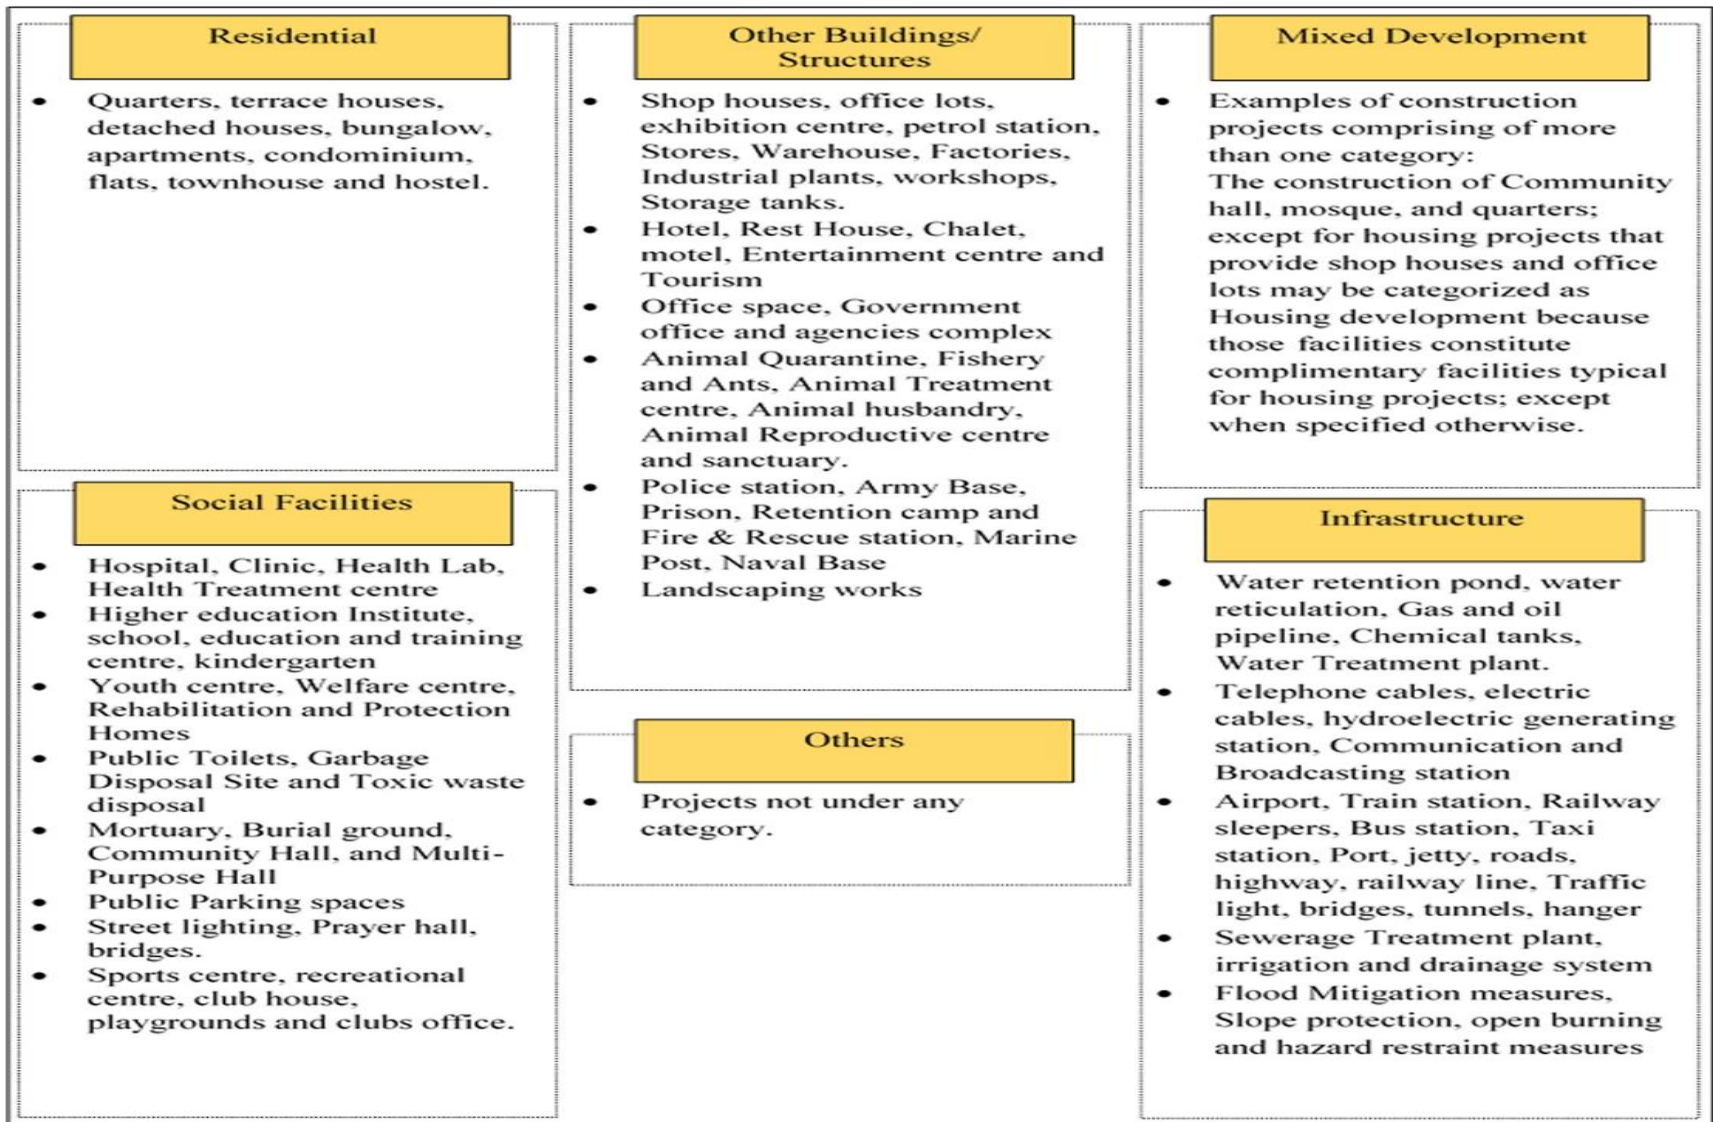 Residential
Quarters, terrace houses,
detached houses, bungalow,
apartments, condominium,
flats, townhouse and hostel.
Social Facilities
Hospital, Clinic, Health Lab,
Health Treatment centre
Higher education Institute,
school, education and training
centre, kindergarten
Youth centre, Welfare centre,
Rehabilitation and Protection
Homes
Public Toilets, Garbage
Disposal Site and Toxic waste
disposal
Mortuary, Burial ground,
Community Hall, and Multi-
Purpose Hall
Public Parking spaces
Street lighting, Prayer hall,
bridges.
Sports centre, recreational
centre, club house,
playgrounds and clubs office.
Other Buildings/
Structures
Shop houses, office lots,
exhibition centre, petrol station,
Stores, Warehouse, Factories,
Industrial plants, workshops,
Storage tanks.
Hotel, Rest House, Chalet,
motel, Entertainment centre and
Tourism
Office space, Government
office and agencies complex
Animal Quarantine, Fishery
and Ants, Animal Treatment
centre, Animal husbandry,
Animal Reproductive centre
and sanctuary.
Police station, Army Base,
Prison, Retention camp and
Fire & Rescue station, Marine
Post, Naval Base
Landscaping works
Others
Projects not under any
category.
Mixed Development
Examples of construction
projects comprising of more
than one category:
The construction of Community
hall, mosque, and quarters;
except for housing projects that
provide shop houses and office
lots may be categorized as
Housing development because
those facilities constitute
complimentary facilities typical
for housing projects; except
when specified otherwise.
Infrastructure
Water retention pond, water
reticulation, Gas and oil
pipeline, Chemical tanks,
Water Treatment plant.
Telephone cables, electric
cables, hydroelectric generating
station, Communication and
Broadcasting station
Airport, Train station, Railway
sleepers, Bus station, Taxi
station, Port, jetty, roads,
highway, railway line, Traffic
light, bridges, tunnels, hanger
Sewerage Treatment plant,
irrigation and drainage system
Flood Mitigation measures,
Slope protection, open burning
and hazard restraint measures